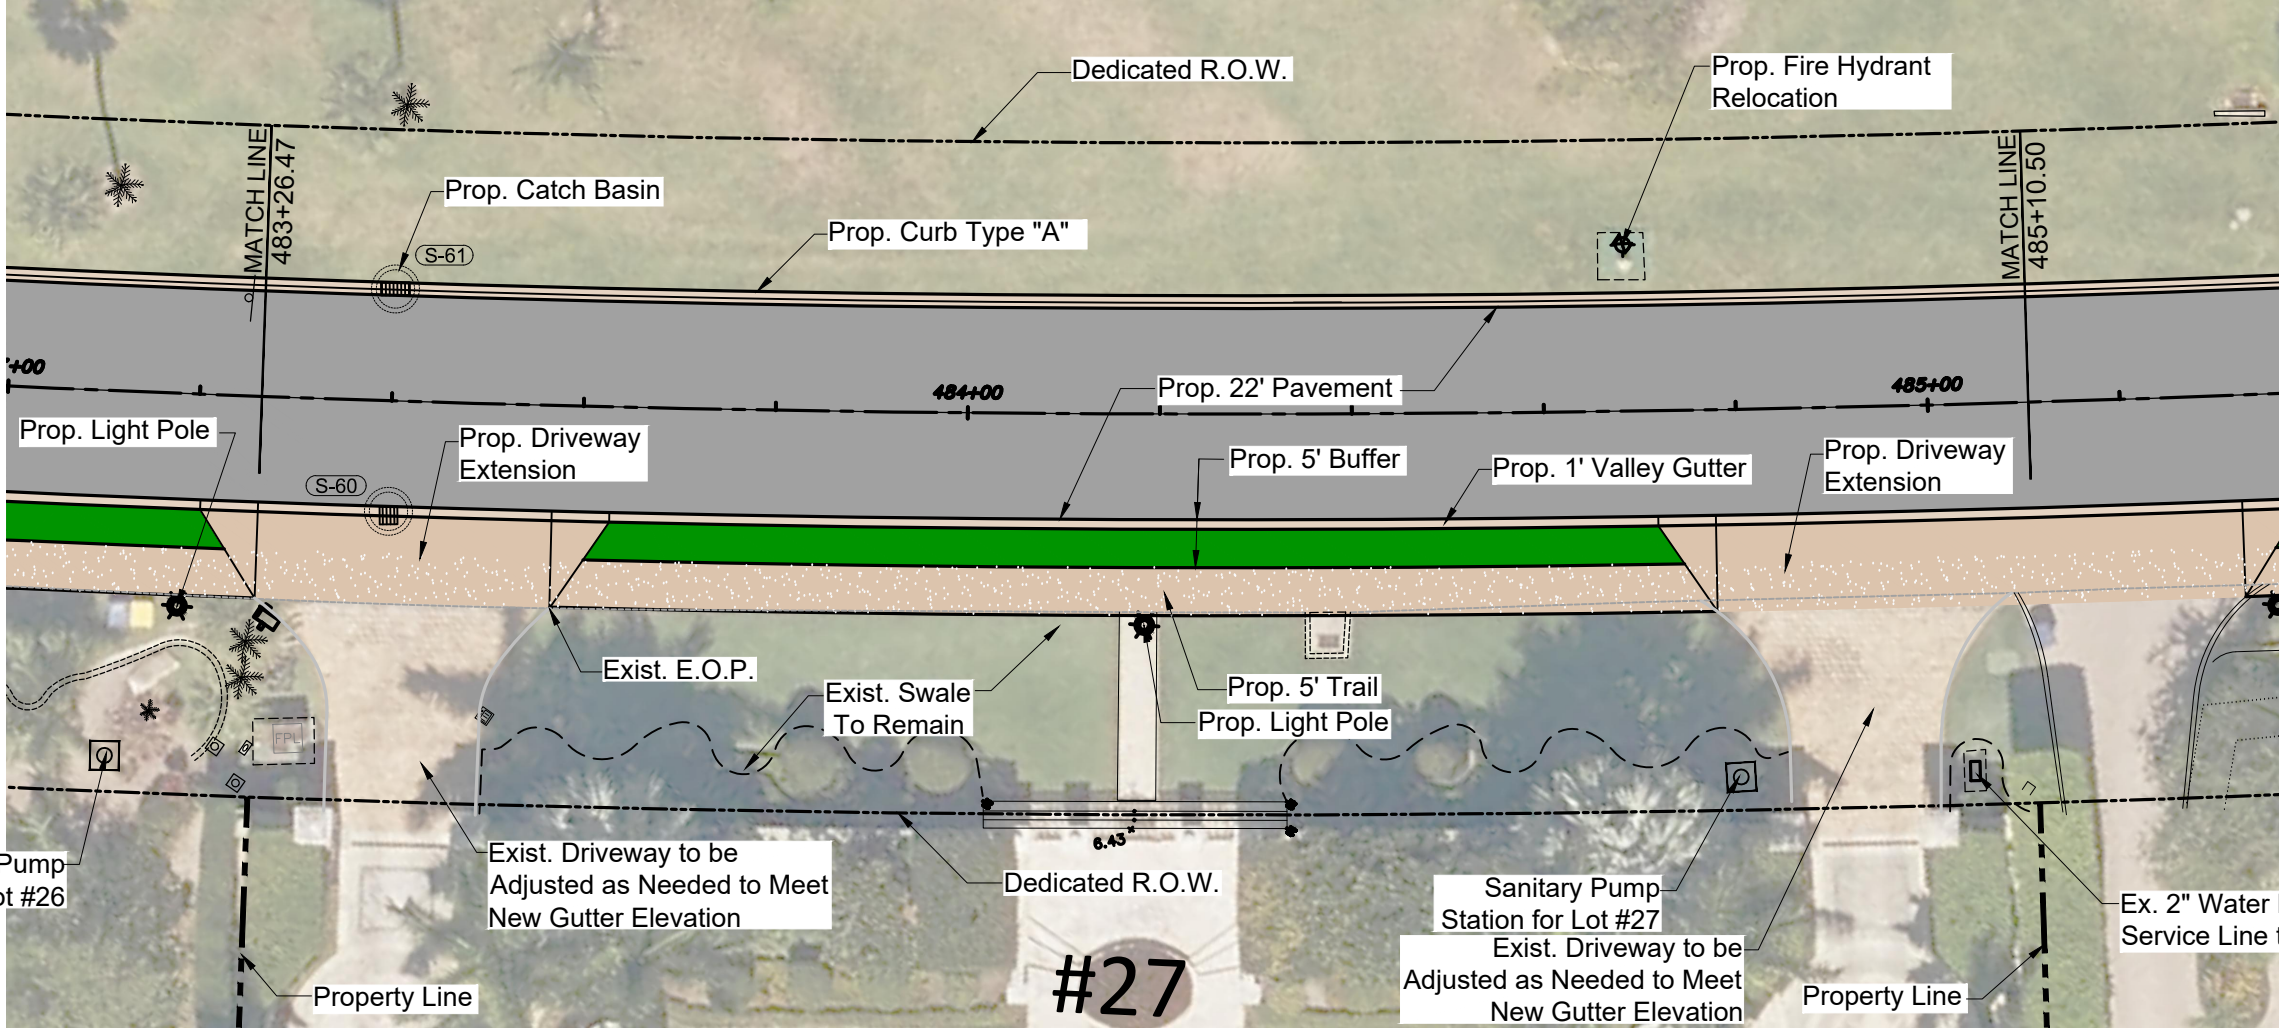 Dedicated R.O.W.
Prop. Fire Hydrant
Relocation
MATCH LINE
483+26.47
MATCH LINE
485+10.50
Prop. Catch Basin
S-61
Prop. Curb Type "A"
+00
484+00
485+00
Prop. 22' Pavement
Prop. Light Pole
Prop. Driveway
Extension
Prop. 5' Buffer
Prop. 1' Valley Gutter
Prop. Driveway
Extension
S-60
Exist. E.O.P.
Exist. Swale
To Remain
Prop. 5' Trail
Prop. Light Pole
FPL
6.43
Pump
ot #26
Exist. Driveway to be
Adjusted as Needed to Meet
New Gutter Elevation
Dedicated R.O.W.
Sanitary Pump
Station for Lot #27
Exist. Driveway to be
Adjusted as Needed to Meet
New Gutter Elevation
Ex. 2" Water
Service Line
Property Line
#27
Property Line